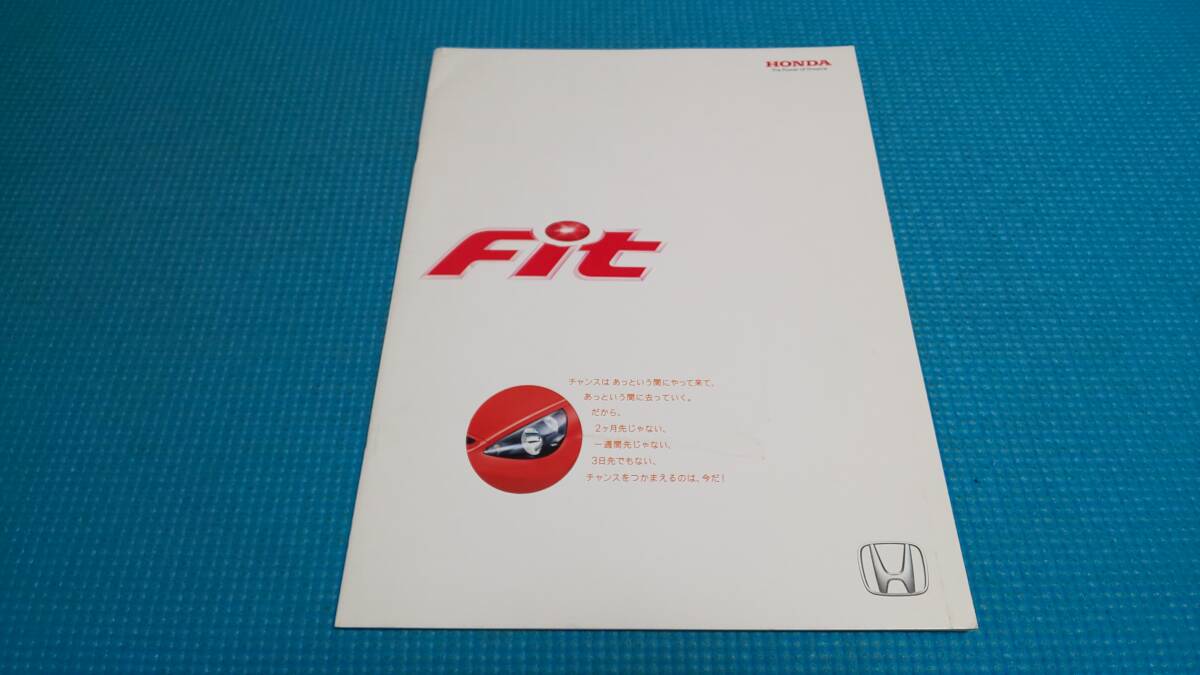 HONDA
The Power of Dreams
Fit
チャンスは あっという間にやって来て、
あっという間に去っていく。
だから、
2ヶ月先じゃない、
一週間先じゃない、
3日先でもない、
チャンスをつかまえるのは、今だ!